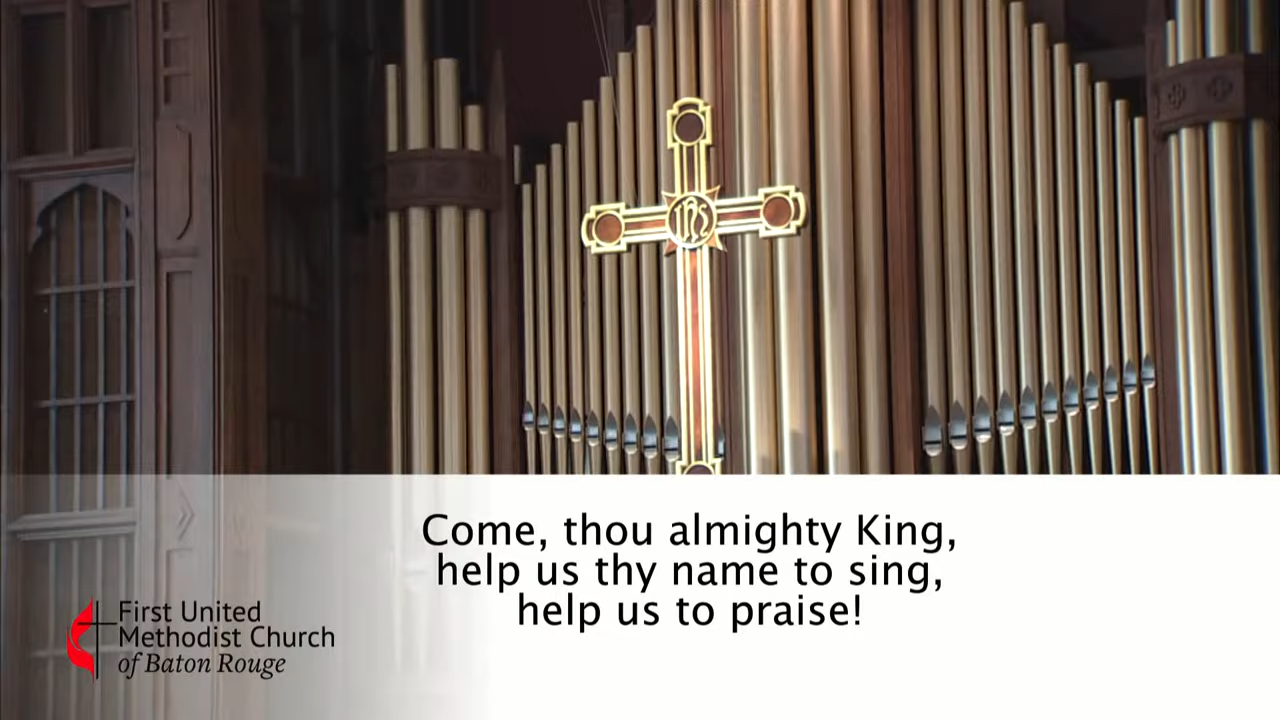 IHS
Come, thou almighty King,
help us thy name to sing,
help us to praise!
First United
Methodist Church
of Baton Rouge